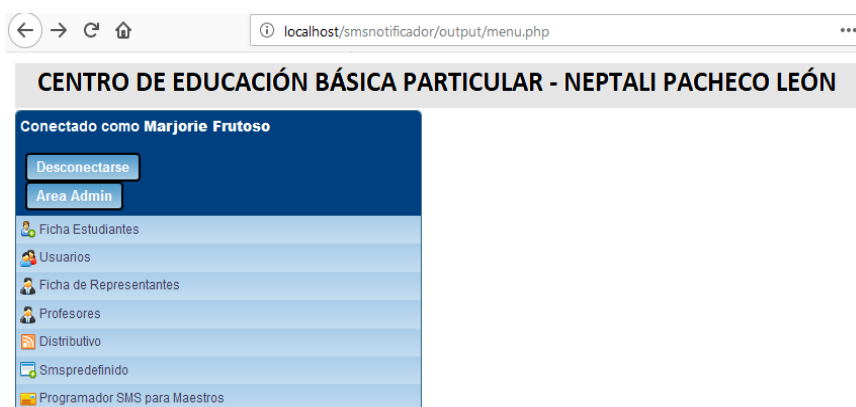 localhost/smsnotificador/output/menu.php
CENTRO DE EDUCACIÓN BÁSICA PARTICULAR - NEPTALI PACHECO LEÓN
Conectado como Marjorie Frutoso
Desconectarse
Area Admin
Ficha Estudiantes
Usuarios
Ficha de Representantes
Profesores
Distributivo
Smspredefinido
Programador SMS para Maestros